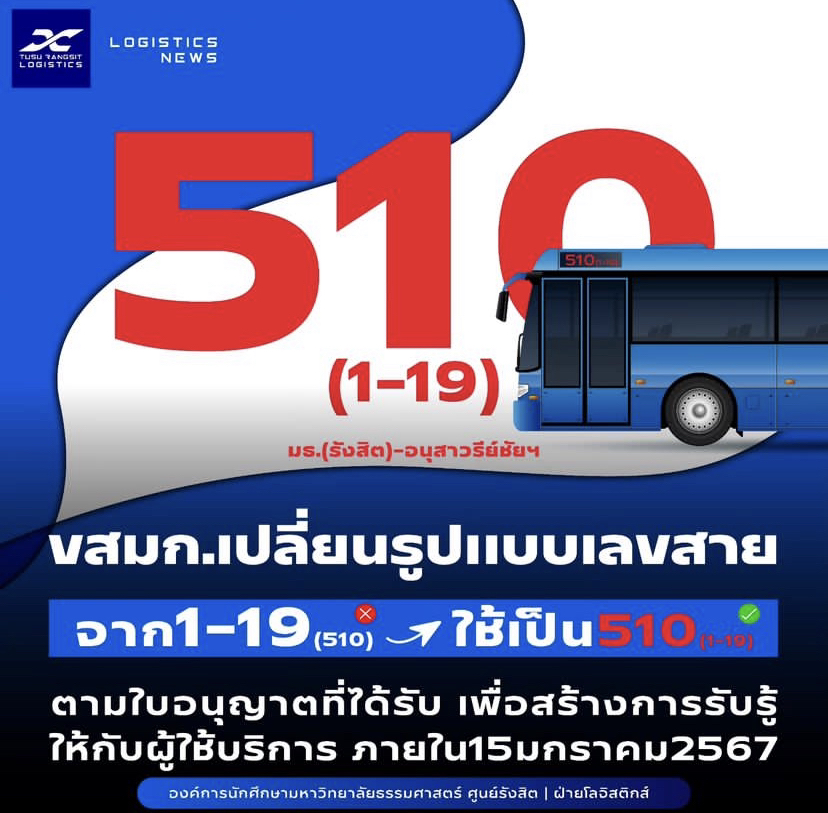 TUSU RANGSIT
LOGISTICS
LOGISTICS
NEWS
510
510 (1-19)
(1-19)
มธ.(รังสิต)-อนุสาวรีย์ชัยฯ
ขสมก.เปลี่ยนรูปแบบเลขสาย
จาก1-19(510) ใช้เป็น510(1-19)
ตามใบอนุญาตที่ได้รับ เพื่อสร้างการรับรู้
ให้กับผู้ใช้บริการ ภายใน15มกราคม2567
องค์การนักศึกษามหาวิทยาลัยธรรมศาสตร์ ศูนย์รังสิต | ฝ่ายโลจิสติกส์